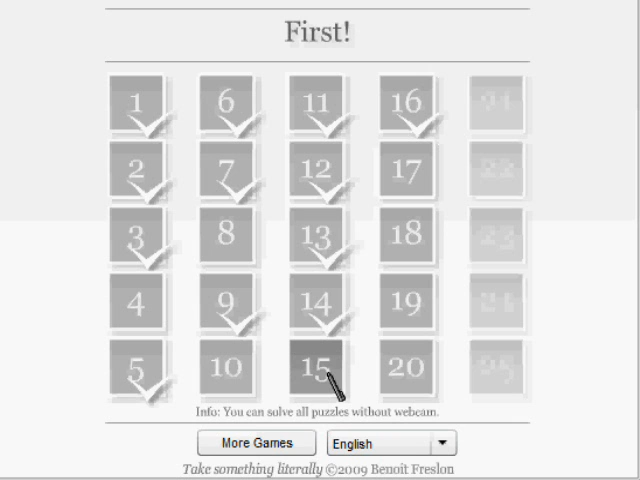 First!
1 6 11 16
2 7 12 17
3 8 13 18
4 9 14 19
5 10 15 20
Info: You can solve all puzzles without webcam.
More Games English
Take something literally ©2009 Benoît Freslon